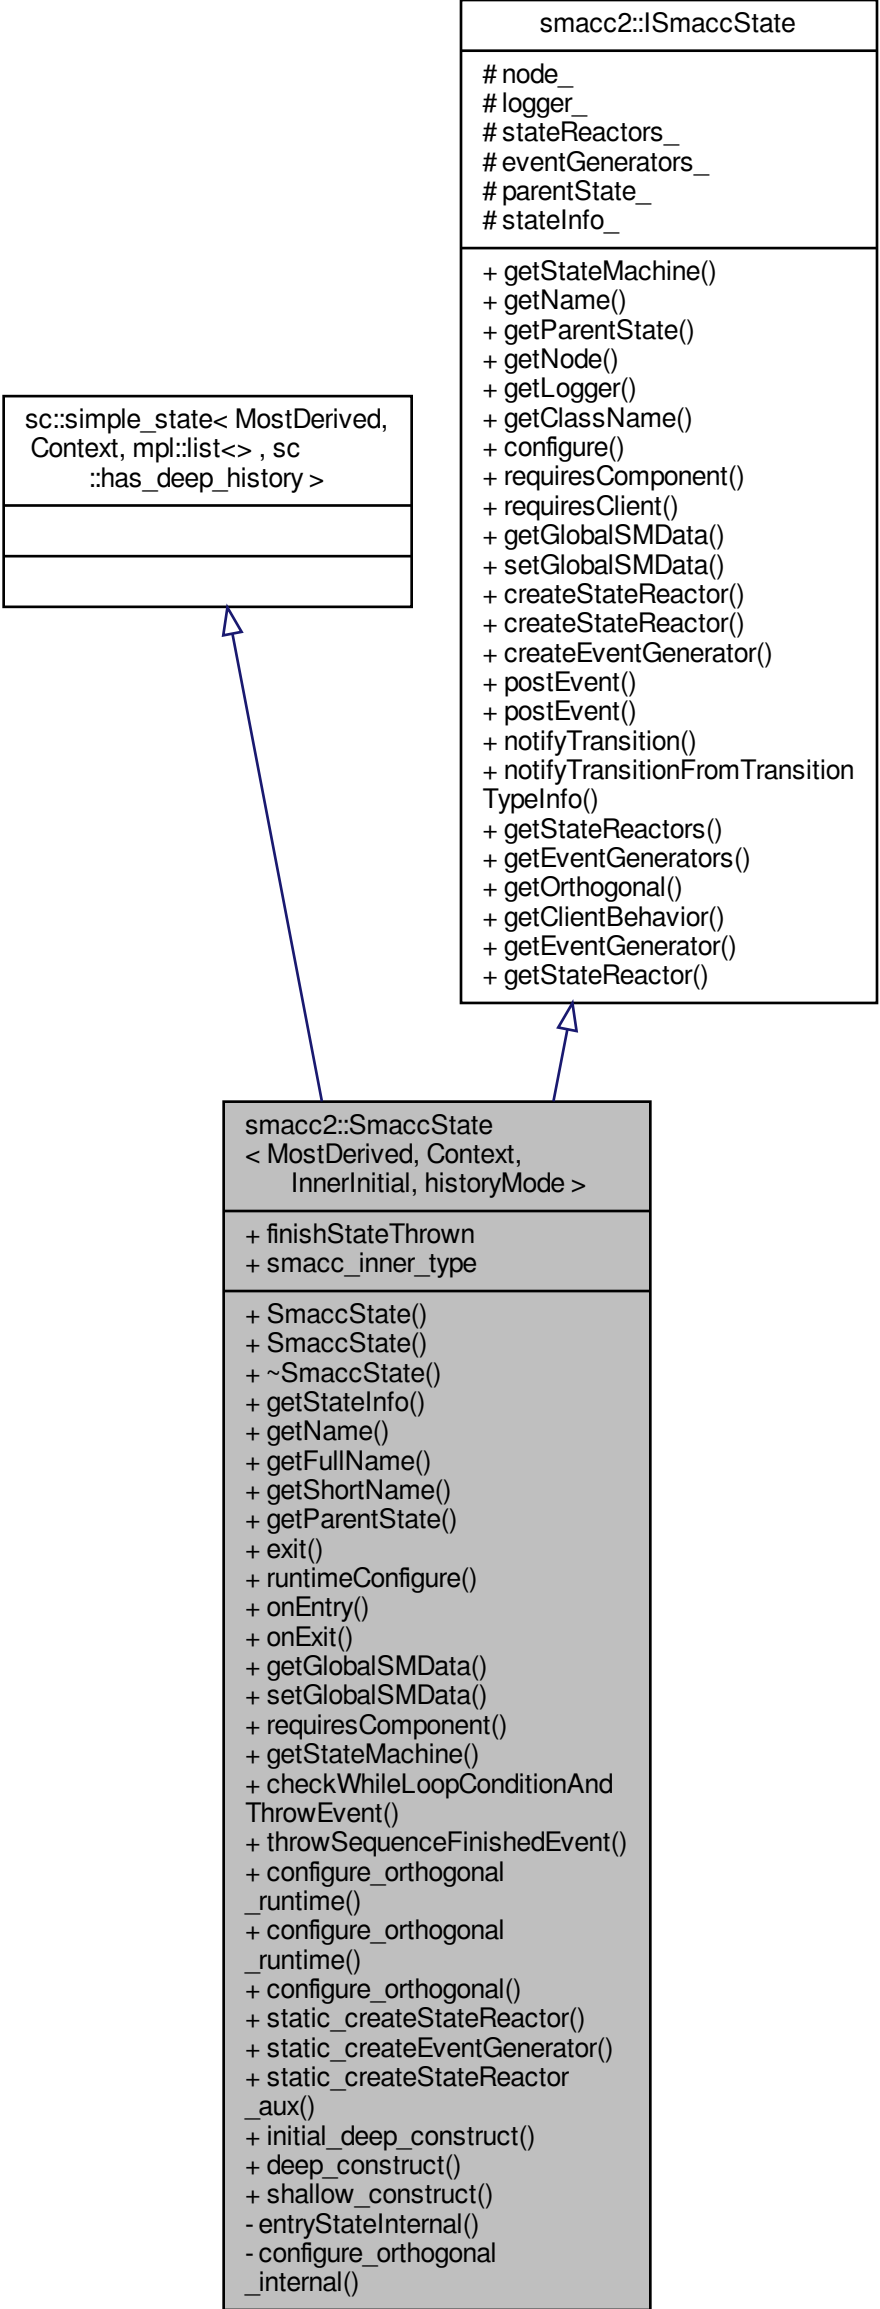 smacc2::ISmaccState
# node_
# logger_
# stateReactors_
# eventGenerators_
# parentState_
# stateInfo_
+ getStateMachine()
+ getName()
+ getParentState()
+ getNode()
+ getLogger()
+ getClassName()
+ configure()
+ requiresComponent()
+ requiresClient()
+ getGlobalSMData()
+ setGlobalSMData()
+ createStateReactor()
+ createStateReactor()
+ createEventGenerator()
+ postEvent()
+ postEvent()
+ notifyTransition()
+ notifyTransitionFromTransition
TypeInfo()
+ getStateReactors()
+ getEventGenerators()
+ getOrthogonal()
+ getClientBehavior()
+ getEventGenerator()
+ getStateReactor()
sc::simple_state< MostDerived,
Context, mpl::list<> , sc
::has_deep_history >
smacc2::SmaccState
< MostDerived, Context,
InnerInitial, historyMode >
+ finishStateThrown
+ smacc_inner_type
+ SmaccState()
+ SmaccState()
+ ~SmaccState()
+ getStateInfo()
+ getName()
+ getFullName()
+ getShortName()
+ getParentState()
+ exit()
+ runtimeConfigure()
+ onEntry()
+ onExit()
+ getGlobalSMData()
+ setGlobalSMData()
+ requiresComponent()
+ getStateMachine()
+ checkWhileLoopConditionAnd
ThrowEvent()
+ throwSequenceFinishedEvent()
+ configure_orthogonal
_runtime()
+ configure_orthogonal
_runtime()
+ configure_orthogonal()
+ static_createStateReactor()
+ static_createEventGenerator()
+ static_createStateReactor
_aux()
+ initial_deep_construct()
+ deep_construct()
+ shallow_construct()
- entryStateInternal()
- configure_orthogonal
_internal()